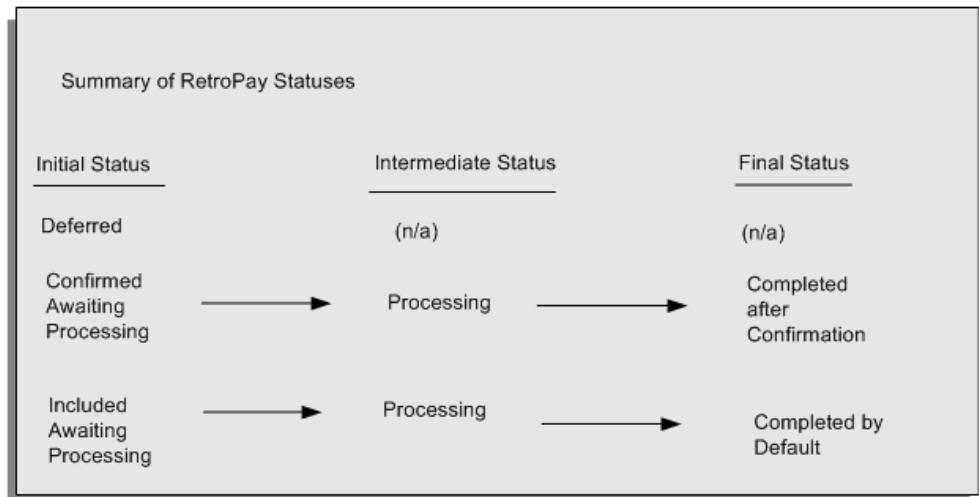 Summary of RetroPay Statuses
Initial Status
Intermediate Status
Final Status
Deferred
(n/a)
(n/a)
Confirmed
Awaiting
Processing
Processing
Completed
after
Confirmation
Included
Awaiting
Processing
Processing
Completed by
Default